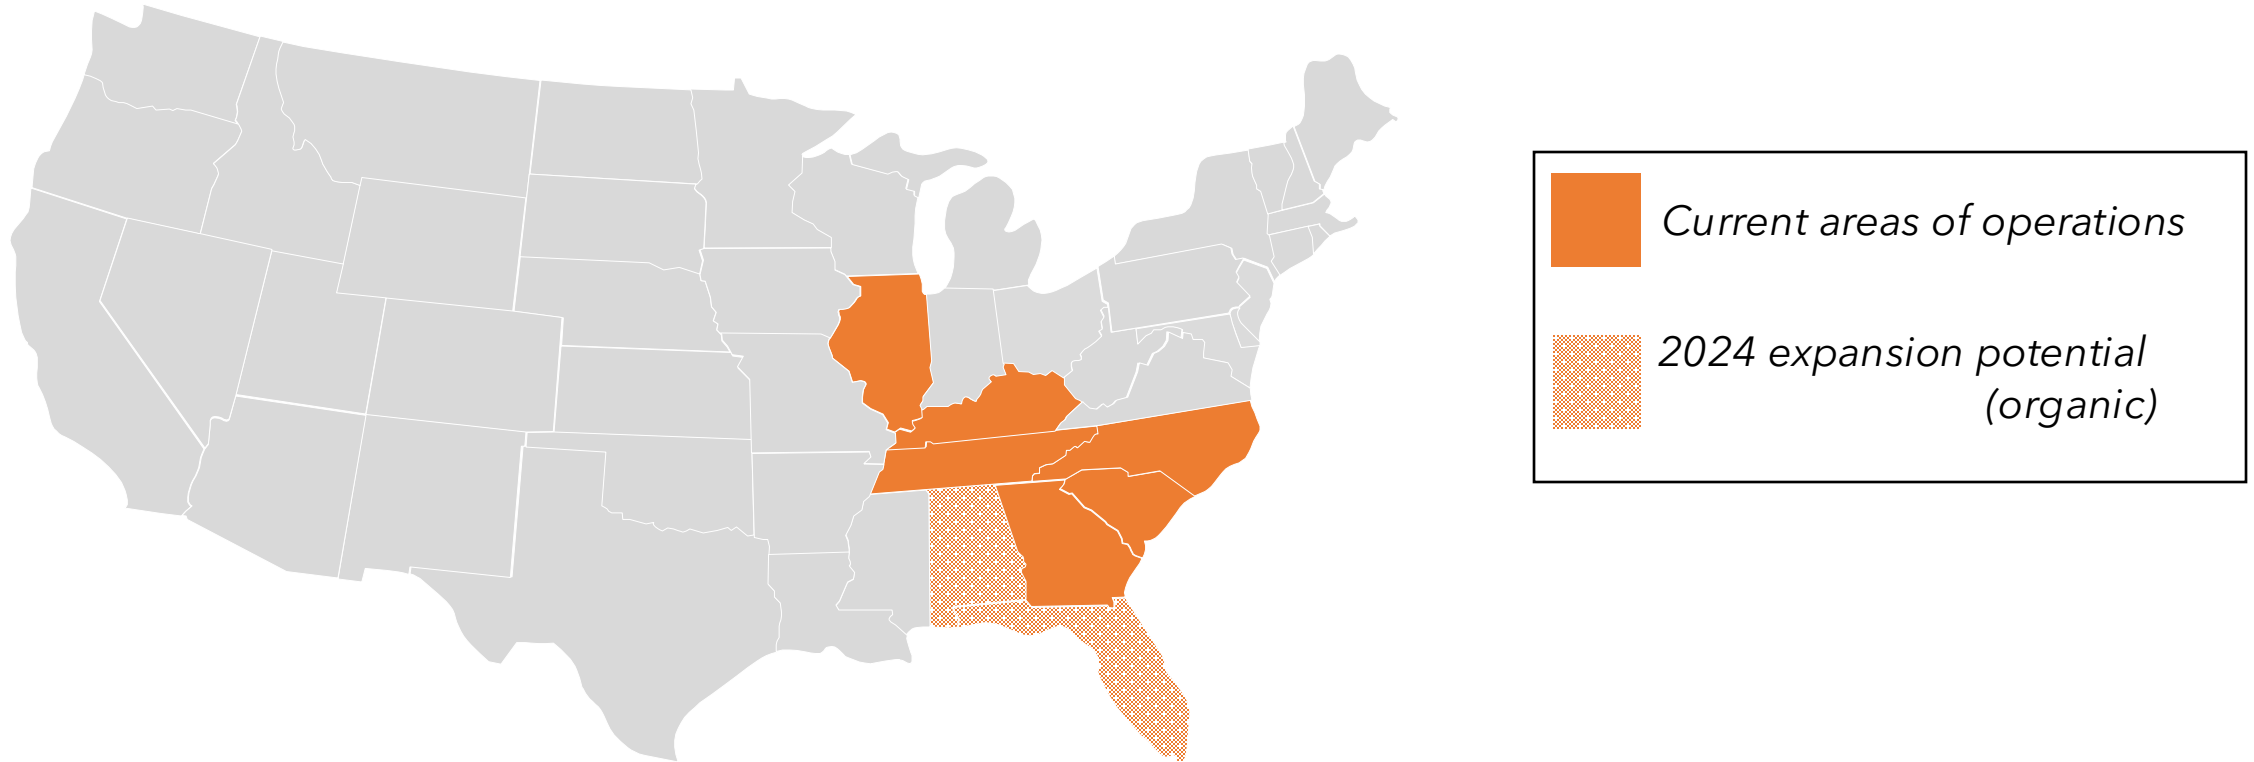 Current areas of operations
2024 expansion potential
(organic)